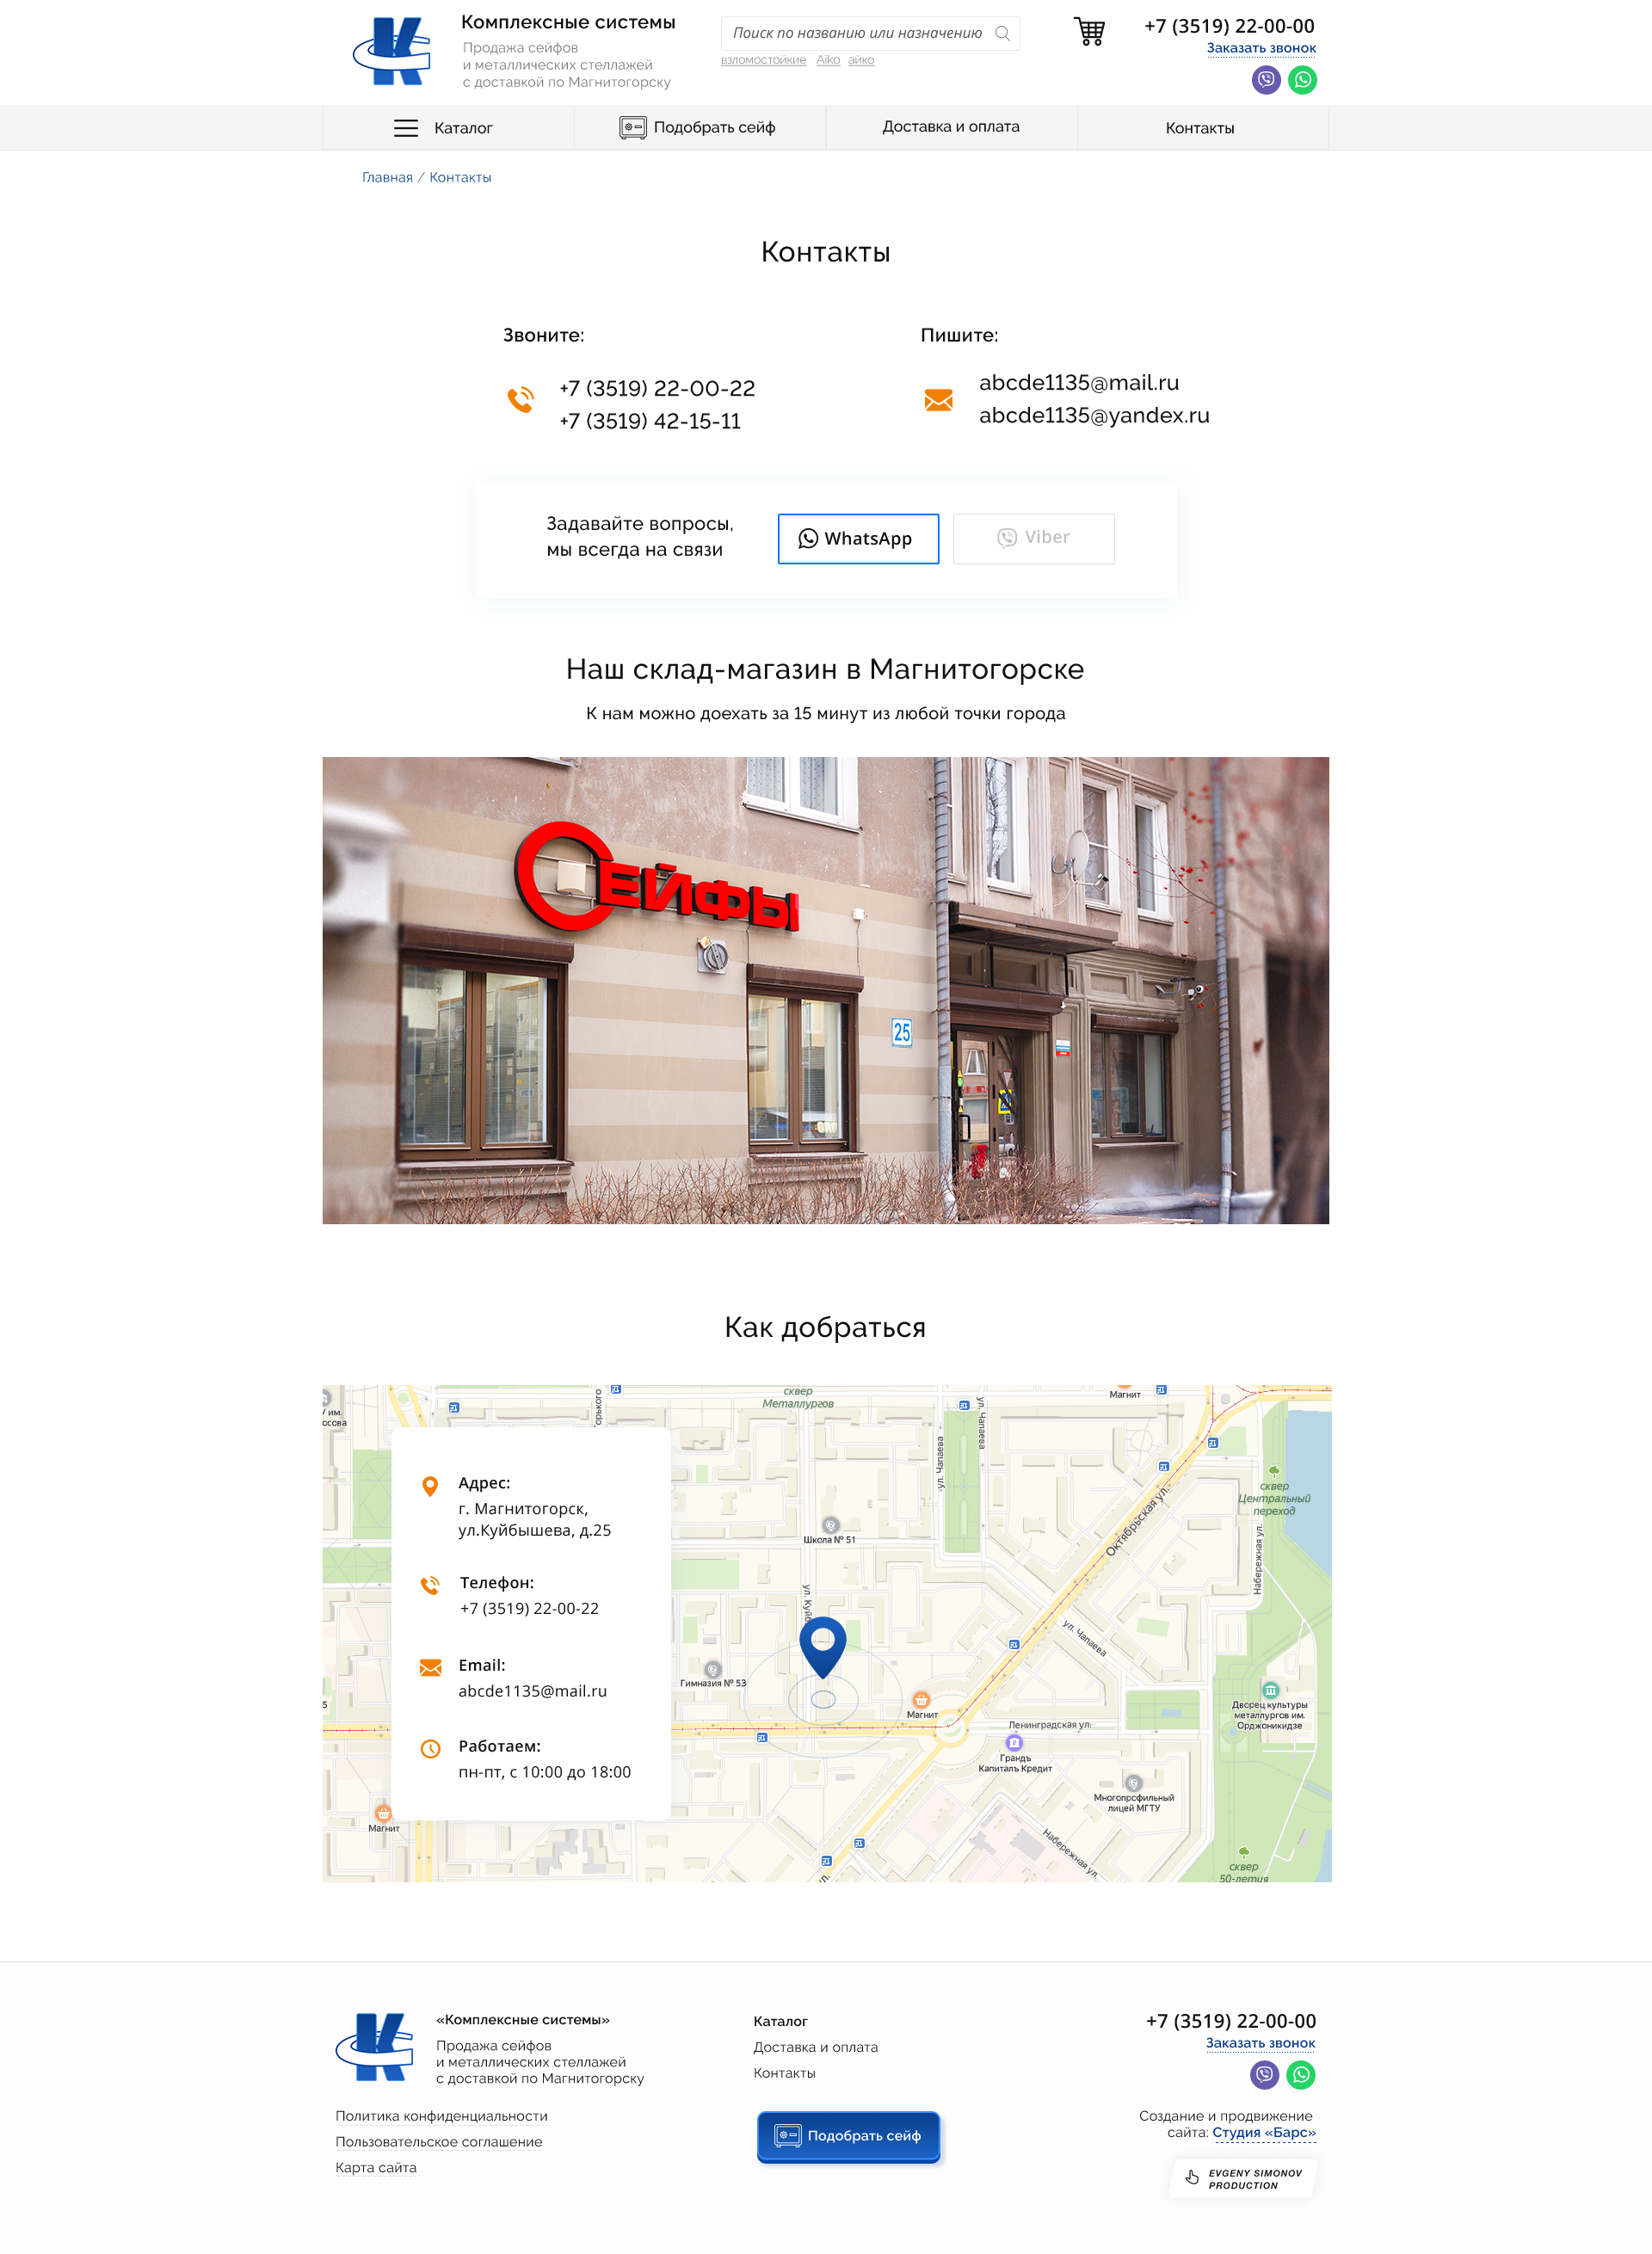 Комплексные системы
Продажа сейфов
и металлических стеллажей
с доставкой по Магнитогорску
Поиск по названию или назначению
взломостойкие Aiko айко
+7 (3519) 22-00-00
Заказать звонок
Каталог
Подобрать сейф
Доставка и оплата
Контакты
Главная / Контакты
Контакты
Звоните:
+7 (3519) 22-00-22
+7 (3519) 42-15-11
Пишите:
abcde1135@mail.ru
abcde1135@yandex.ru
Задавайте вопросы,
мы всегда на связи
WhatsApp
Viber
Наш склад-магазин в Магнитогорске
К нам можно доехать за 15 минут из любой точки города
СЕЙФЫ
25
Как добраться
сквер
Металлургов
Магнит
ул. Чапаева
ул. Чапаева
Октябрьская ул.
сквер
Центральный
переход
Набережная ул.
Школа № 51
Гимназия № 53
Магнит
ул. Чапаева
Ленинградская ул.
Грандъ
Капиталъ Кредит
Дворец культуры
металлургов им.
Орджоникидзе
Многопрофильный
лицей МГТУ
Набережная ул.
сквер
50-летия
Магнит
Адрес:
г. Магнитогорск,
ул.Куйбышева, д.25
Телефон:
+7 (3519) 22-00-22
Email:
abcde1135@mail.ru
Работаем:
пн-пт, с 10:00 до 18:00
«Комплексные системы»
Продажа сейфов
и металлических стеллажей
с доставкой по Магнитогорску
Политика конфиденциальности
Пользовательское соглашение
Карта сайта
Каталог
Доставка и оплата
Контакты
Подобрать сейф
+7 (3519) 22-00-00
Заказать звонок
Создание и продвижение
сайта: Студия «Барс»
EVGENY SIMONOV
PRODUCTION